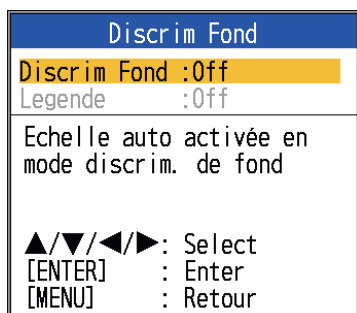 Discrim Fond
Discrim Fond :Off
Legende :Off
Echelle auto activée en
mode discrim. de fond
▲/▼/◀/▶: Select
[ENTER] : Enter
[MENU] : Retour